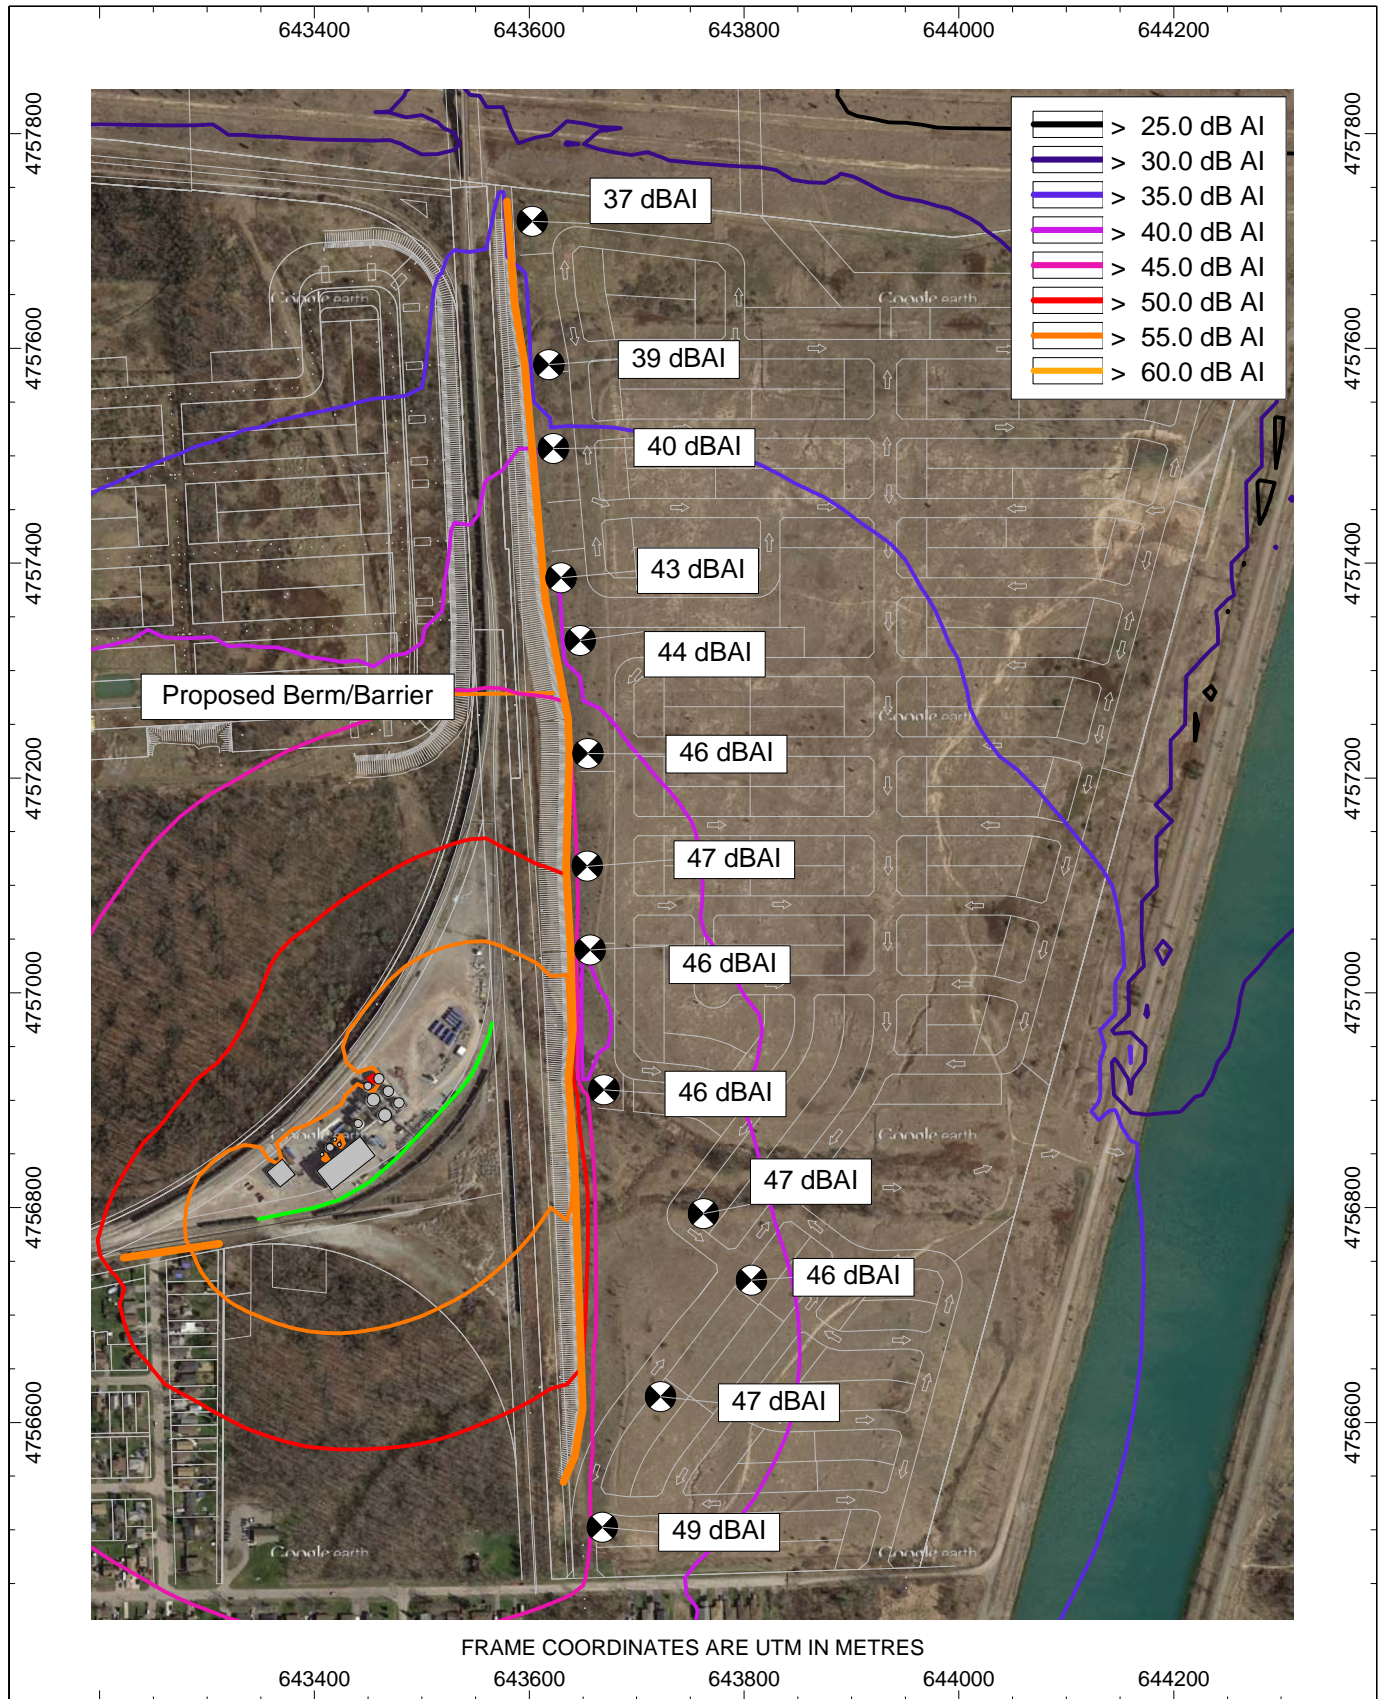 643400 643600 643800 644000 644200
4757800 4757800
> 25.0 dB AI
> 30.0 dB AI
> 35.0 dB AI
> 40.0 dB AI
> 45.0 dB AI
> 50.0 dB AI
> 55.0 dB AI
> 60.0 dB AI
37 dBAI
Google earth Google earth
4757600 4757600
39 dBAI
40 dBAI
4757400 4757400
43 dBAI
44 dBAI
Proposed Berm/Barrier
Google earth
46 dBAI
4757200 4757200
47 dBAI
46 dBAI
4757000 4757000
46 dBAI
Google earth Google earth
47 dBAI
4756800 4756800
46 dBAI
47 dBAI
4756600 4756600
49 dBAI
Google earth Google earth
FRAME COORDINATES ARE UTM IN METRES
643400 643600 643800 644000 644200